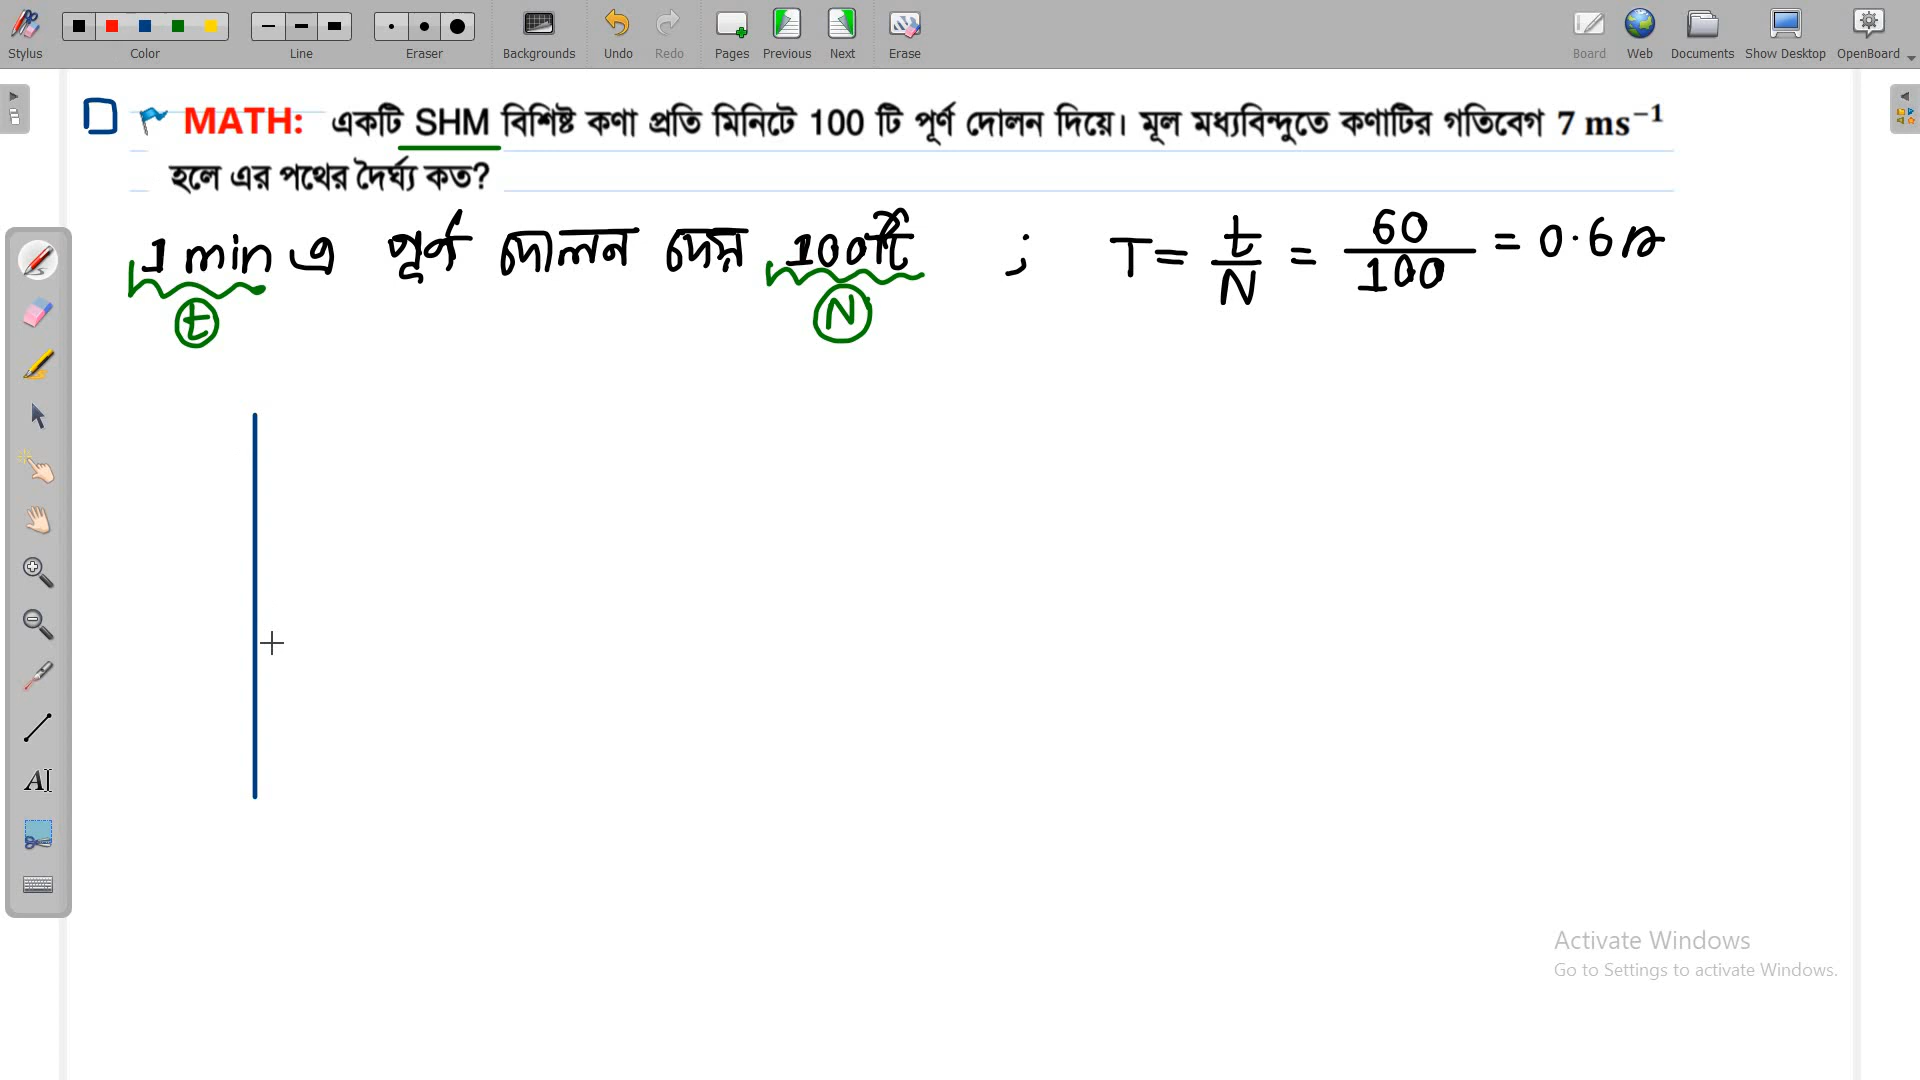 Stylus Color Line Eraser Backgrounds Undo Redo Pages Previous Next Erase Board Web Documents Show Desktop OpenBoard
MATH: একটি SHM বিশিষ্ট কণা প্রতি মিনিটে 100 টি পূর্ণ দোলন দিয়ে। মূল মধ্যবিন্দুতে কণাটির গতিবেগ 7 ms⁻¹
হলে এর পথের দৈর্ঘ্য কত?
1 min এ পূর্ণ দোলন দেয় 100টি ; T = t/N = 60/100 = 0.6 s
t N
Activate Windows
Go to Settings to activate Windows.